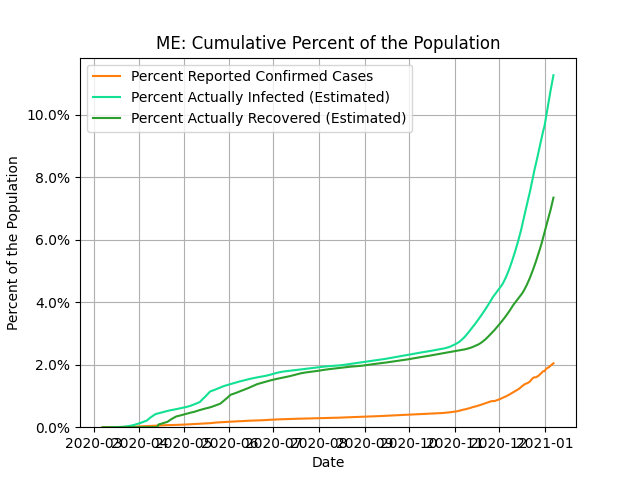 ME: Cumulative Percent of the Population
Percent Reported Confirmed Cases
Percent Actually Infected (Estimated)
Percent Actually Recovered (Estimated)
Percent of the Population
10.0%
8.0%
6.0%
4.0%
2.0%
0.0%
2020-03 2020-04 2020-05 2020-06 2020-07 2020-08 2020-09 2020-10 2020-11 2020-12 2021-01
Date